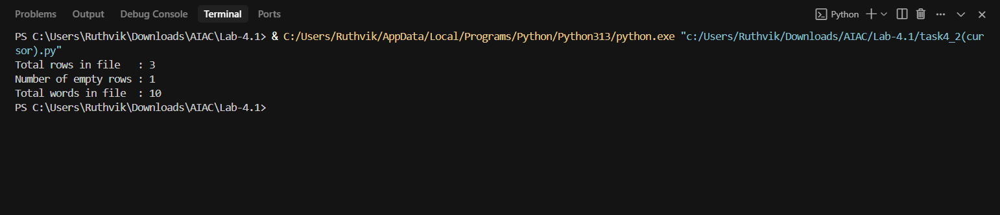 Problems Output Debug Console Terminal Ports Python
PS C:\Users\Ruthvik\Downloads\AIAC\Lab-4.1> & C:/Users/Ruthvik/AppData/Local/Programs/Python/Python313/python.exe "c:/Users/Ruthvik/Downloads/AIAC/Lab-4.1/task4_2(cur
sor).py"
Total rows in file   : 3
Number of empty rows : 1
Total words in file  : 10
PS C:\Users\Ruthvik\Downloads\AIAC\Lab-4.1>